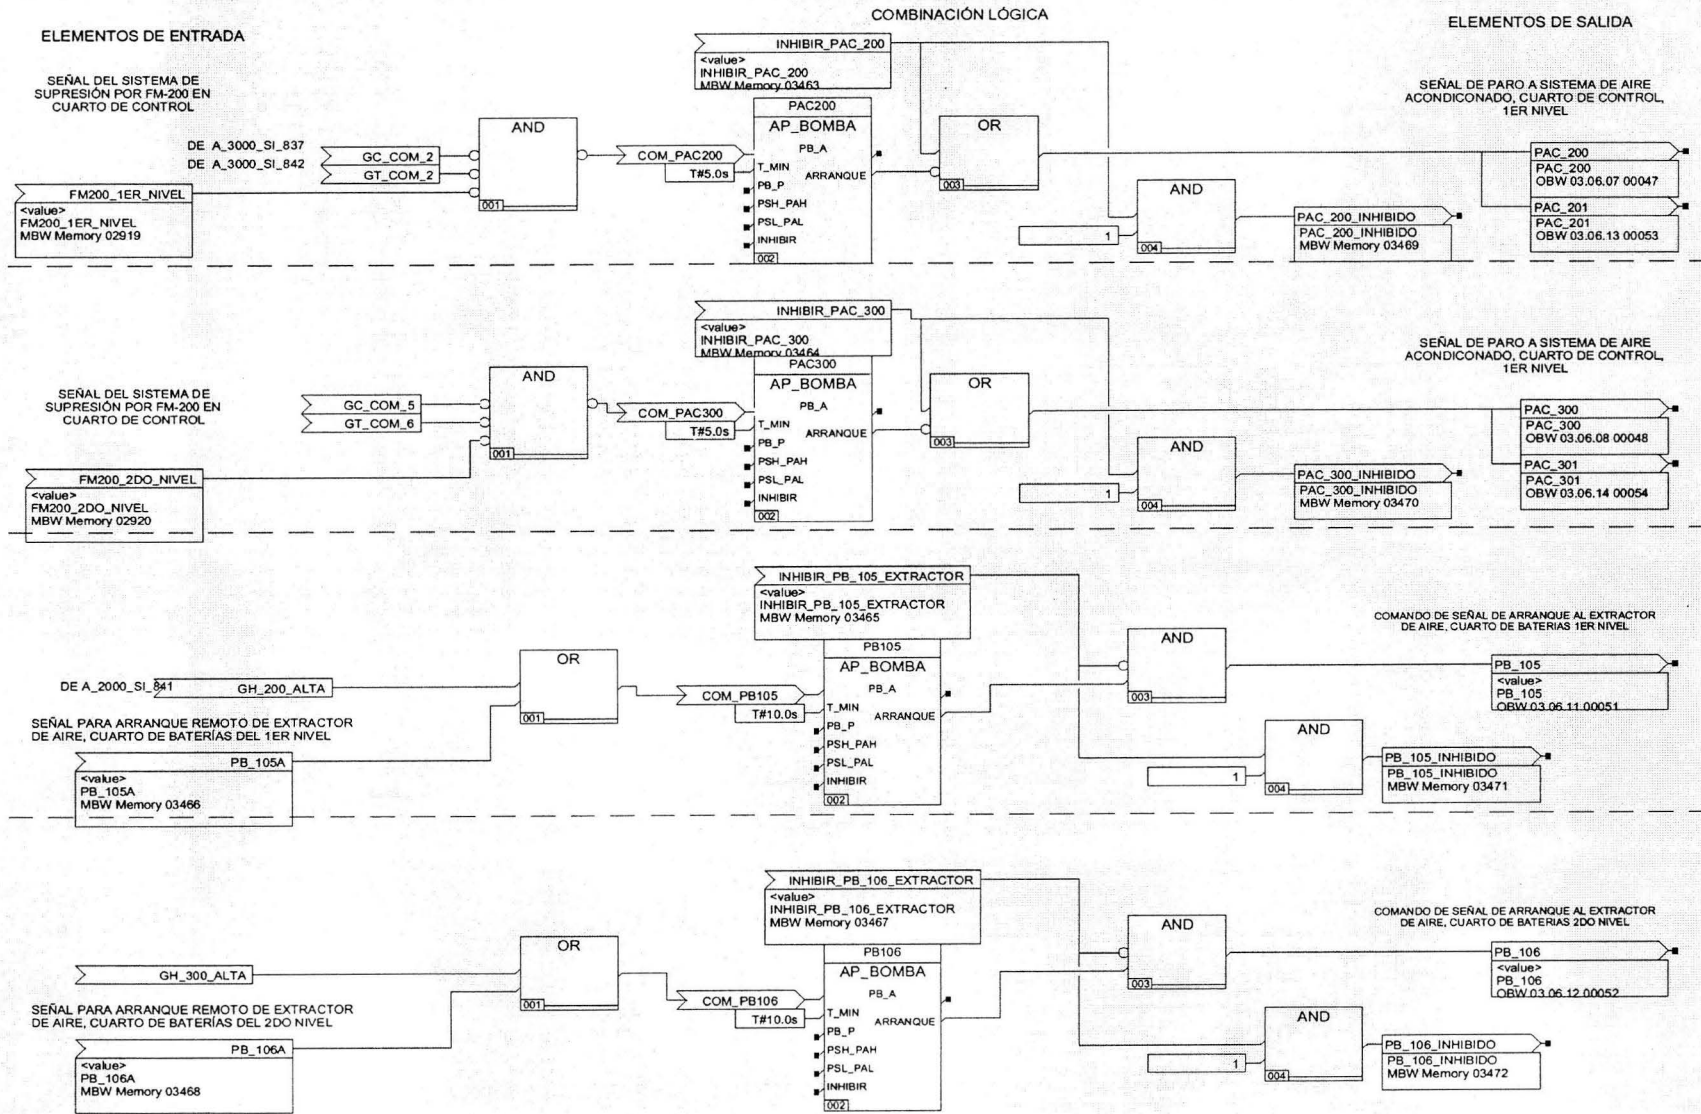 COMBINACIÓN LÓGICA
ELEMENTOS DE ENTRADA
ELEMENTOS DE SALIDA
SEÑAL DEL SISTEMA DE
SUPRESIÓN POR FM-200 EN
CUARTO DE CONTROL
INHIBIR_PAC_200
<value>
INHIBIR_PAC_200
MBW Memory 03463
SEÑAL DE PARO A SISTEMA DE AIRE
ACONDICONADO, CUARTO DE CONTROL,
1ER NIVEL
DE A_3000_SI_837
DE A_3000_SI_842
GC_COM_2
GT_COM_2
FM200_1ER_NIVEL
<value>
FM200_1ER_NIVEL
MBW Memory 02919
AND
001
COM_PAC200
T#5.0s
PAC200
AP_BOMBA
PB_A
T_MIN
ARRANQUE
PB_P
PSH_PAH
PSL_PAL
INHIBIR
002
OR
003
1
AND
004
PAC_200_INHIBIDO
PAC_200_INHIBIDO
MBW Memory 03469
PAC_200
PAC_200
OBW 03.06.07 00047
PAC_201
PAC_201
OBW 03.06.13 00053
INHIBIR_PAC_300
<value>
INHIBIR_PAC_300
MBW Memory 03464
SEÑAL DE PARO A SISTEMA DE AIRE
ACONDICONADO, CUARTO DE CONTROL,
1ER NIVEL
SEÑAL DEL SISTEMA DE
SUPRESIÓN POR FM-200 EN
CUARTO DE CONTROL
GC_COM_5
GT_COM_6
FM200_2DO_NIVEL
<value>
FM200_2DO_NIVEL
MBW Memory 02920
AND
001
COM_PAC300
T#5.0s
PAC300
AP_BOMBA
PB_A
T_MIN
ARRANQUE
PB_P
PSH_PAH
PSL_PAL
INHIBIR
002
OR
003
1
AND
004
PAC_300_INHIBIDO
PAC_300_INHIBIDO
MBW Memory 03470
PAC_300
PAC_300
OBW 03.06.08 00048
PAC_301
PAC_301
OBW 03.06.14 00054
INHIBIR_PB_105_EXTRACTOR
<value>
INHIBIR_PB_105_EXTRACTOR
MBW Memory 03465
COMANDO DE SEÑAL DE ARRANQUE AL EXTRACTOR
DE AIRE, CUARTO DE BATERIAS 1ER NIVEL
DE A_2000_SI_841
GH_200_ALTA
SEÑAL PARA ARRANQUE REMOTO DE EXTRACTOR
DE AIRE, CUARTO DE BATERÍAS DEL 1ER NIVEL
PB_105A
<value>
PB_105A
MBW Memory 03466
OR
001
COM_PB105
T#10.0s
PB105
AP_BOMBA
PB_A
T_MIN
ARRANQUE
PB_P
PSH_PAH
PSL_PAL
INHIBIR
002
AND
003
1
AND
004
PB_105
<value>
PB_105
OBW 03.06.11 00051
PB_105_INHIBIDO
PB_105_INHIBIDO
MBW Memory 03471
INHIBIR_PB_106_EXTRACTOR
<value>
INHIBIR_PB_106_EXTRACTOR
MBW Memory 03467
COMANDO DE SEÑAL DE ARRANQUE AL EXTRACTOR
DE AIRE, CUARTO DE BATERIAS 2DO NIVEL
GH_300_ALTA
SEÑAL PARA ARRANQUE REMOTO DE EXTRACTOR
DE AIRE, CUARTO DE BATERÍAS DEL 2DO NIVEL
PB_106A
<value>
PB_106A
MBW Memory 03468
OR
001
COM_PB106
T#10.0s
PB106
AP_BOMBA
PB_A
T_MIN
ARRANQUE
PB_P
PSH_PAH
PSL_PAL
INHIBIR
002
AND
003
1
AND
004
PB_106
<value>
PB_106
OBW 03.06.12 00052
PB_106_INHIBIDO
PB_106_INHIBIDO
MBW Memory 03472